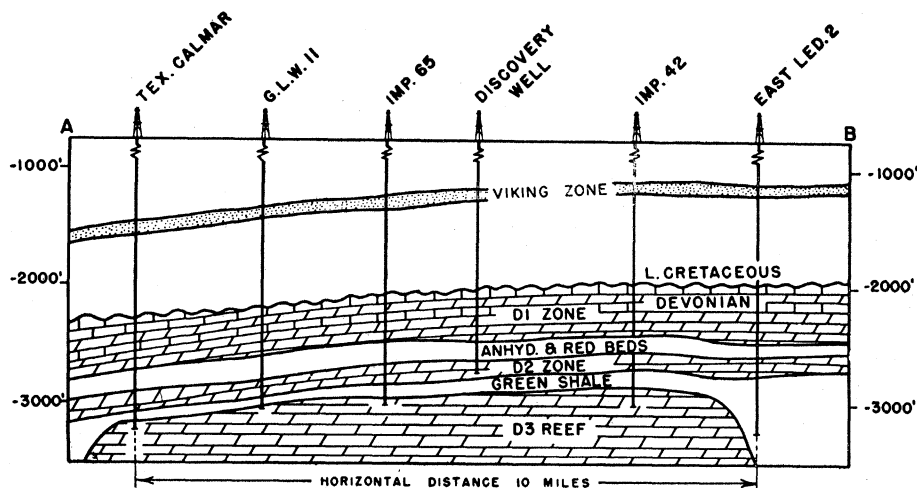 TEX. CALMAR
G.L.W. 11
IMP. 65
DISCOVERY
WELL
IMP. 42
EAST LED. 2
A
B
-1000'
-1000'
VIKING ZONE
-2000'
-2000'
L. CRETACEOUS
DEVONIAN
D1 ZONE
ANHYD. & RED BEDS
D2 ZONE
GREEN SHALE
-3000'
-3000'
D3 REEF
HORIZONTAL DISTANCE 10 MILES